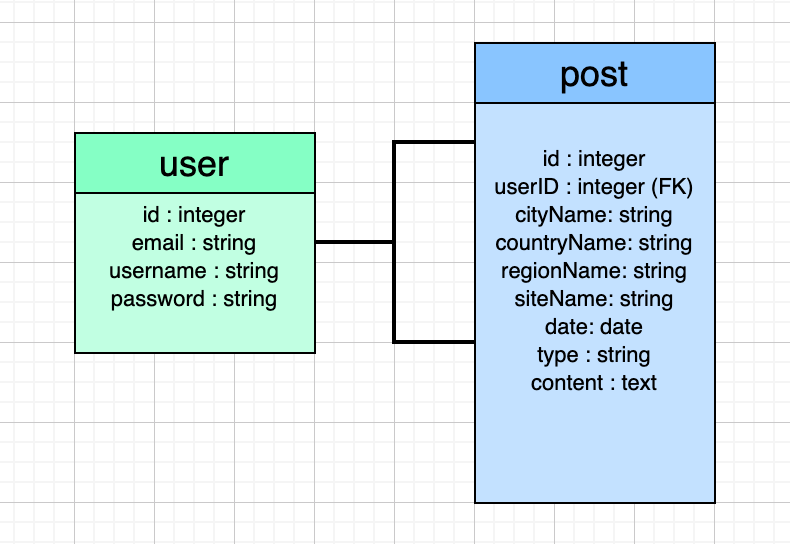 user
id : integer
email : string
username : string
password : string
post
id : integer
userID : integer (FK)
cityName: string
countryName: string
regionName: string
siteName: string
date: date
type : string
content : text